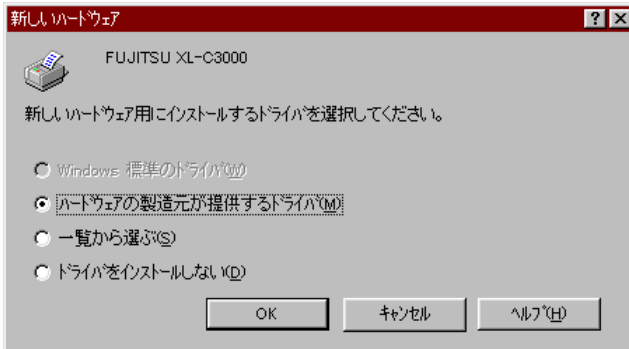 新しいハードウェア
FUJITSU XL-C3000
新しいハードウェア用にインストールするドライバを選択してください。
Windows 標準のドライバ(W)
ハードウェアの製造元が提供するドライバ(M)
一覧から選ぶ(S)
ドライバをインストールしない(D)
OK キャンセル ヘルプ(H)